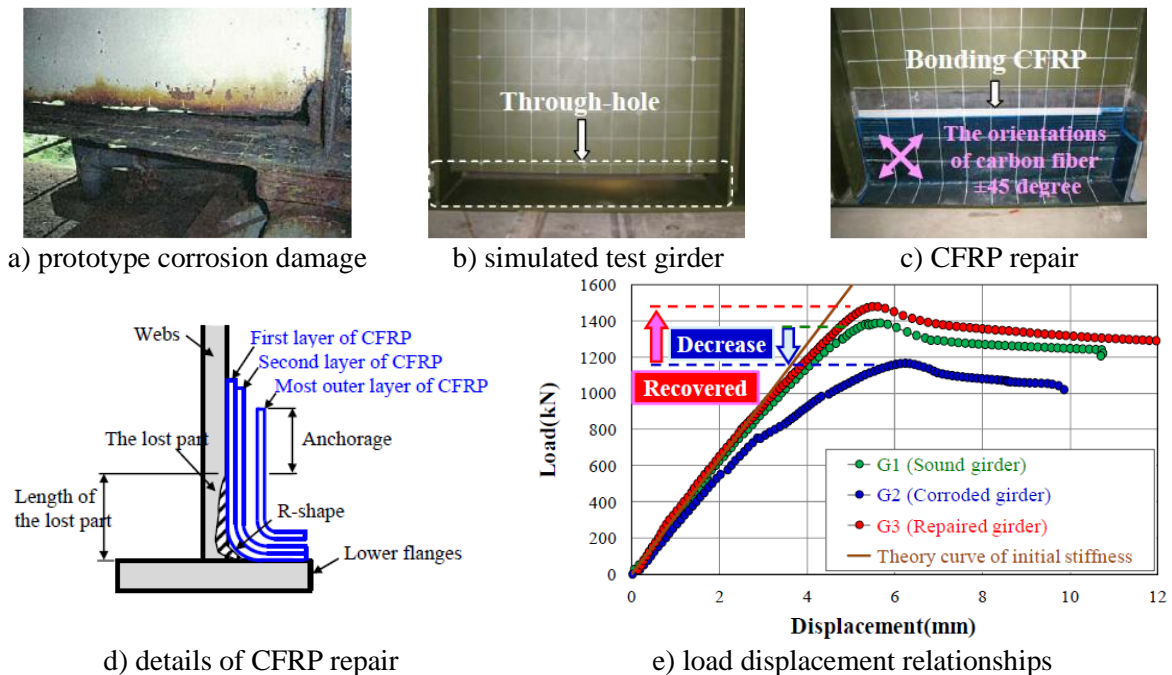 Through-hole
Bonding CFRP
The orientations
of carbon fiber
±45 degree
a) prototype corrosion damage
b) simulated test girder
c) CFRP repair
Webs
First layer of CFRP
Second layer of CFRP
Most outer layer of CFRP
The lost part
Anchorage
Length of
the lost part
R-shape
Lower flanges
d) details of CFRP repair
1600
1400
1200
1000
800
600
400
200
0
Load(kN)
Decrease
Recovered
G1 (Sound girder)
G2 (Corroded girder)
G3 (Repaired girder)
Theory curve of initial stiffness
0 2 4 6 8 10 12
Displacement(mm)
e) load displacement relationships